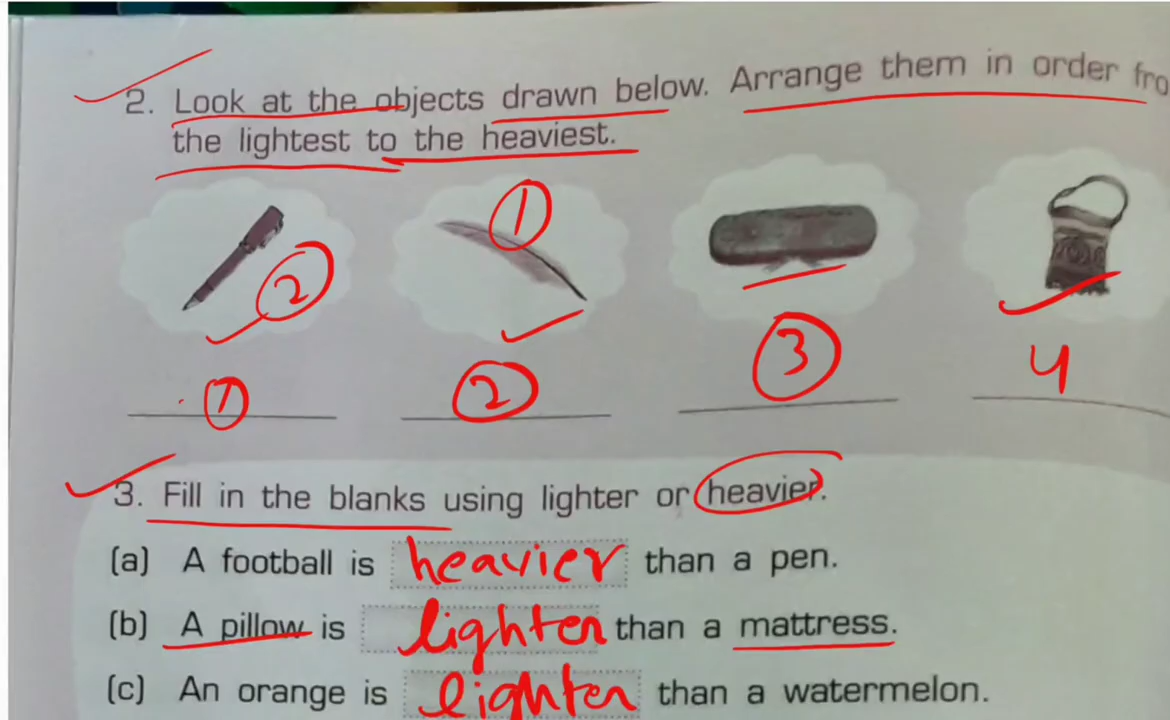 2. Look at the objects drawn below. Arrange them in order fro
the lightest to the heaviest.
② ①
① ② ③ 4
3. Fill in the blanks using lighter or heavier.
(a) A football is heavier than a pen.
(b) A pillow is lighter than a mattress.
(c) An orange is lighter than a watermelon.